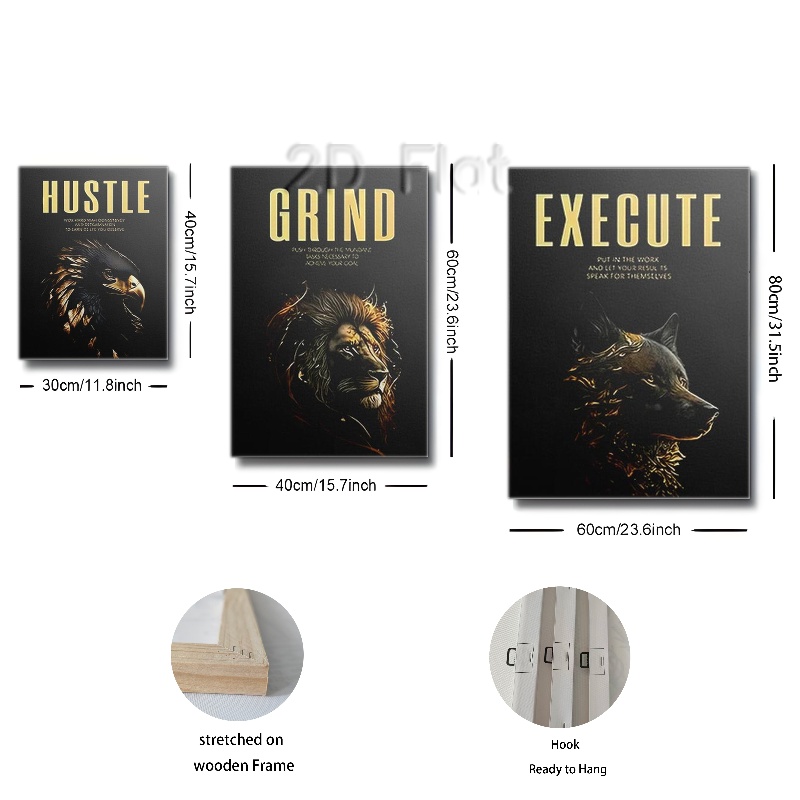 2D Flat
HUSTLE
TO EARN
GRIND
PUSH THROUGH THE MUNDANE
TASKS NECESSARY TO
ACHIEVE YOUR GOAL
EXECUTE
PUT IN THE WORK
AND LET YOUR RESULTS
SPEAK FOR THEMSELVES
40cm/15.7inch
30cm/11.8inch
60cm/23.6inch
40cm/15.7inch
80cm/31.5inch
60cm/23.6inch
stretched on
wooden Frame
Hook
Ready to Hang